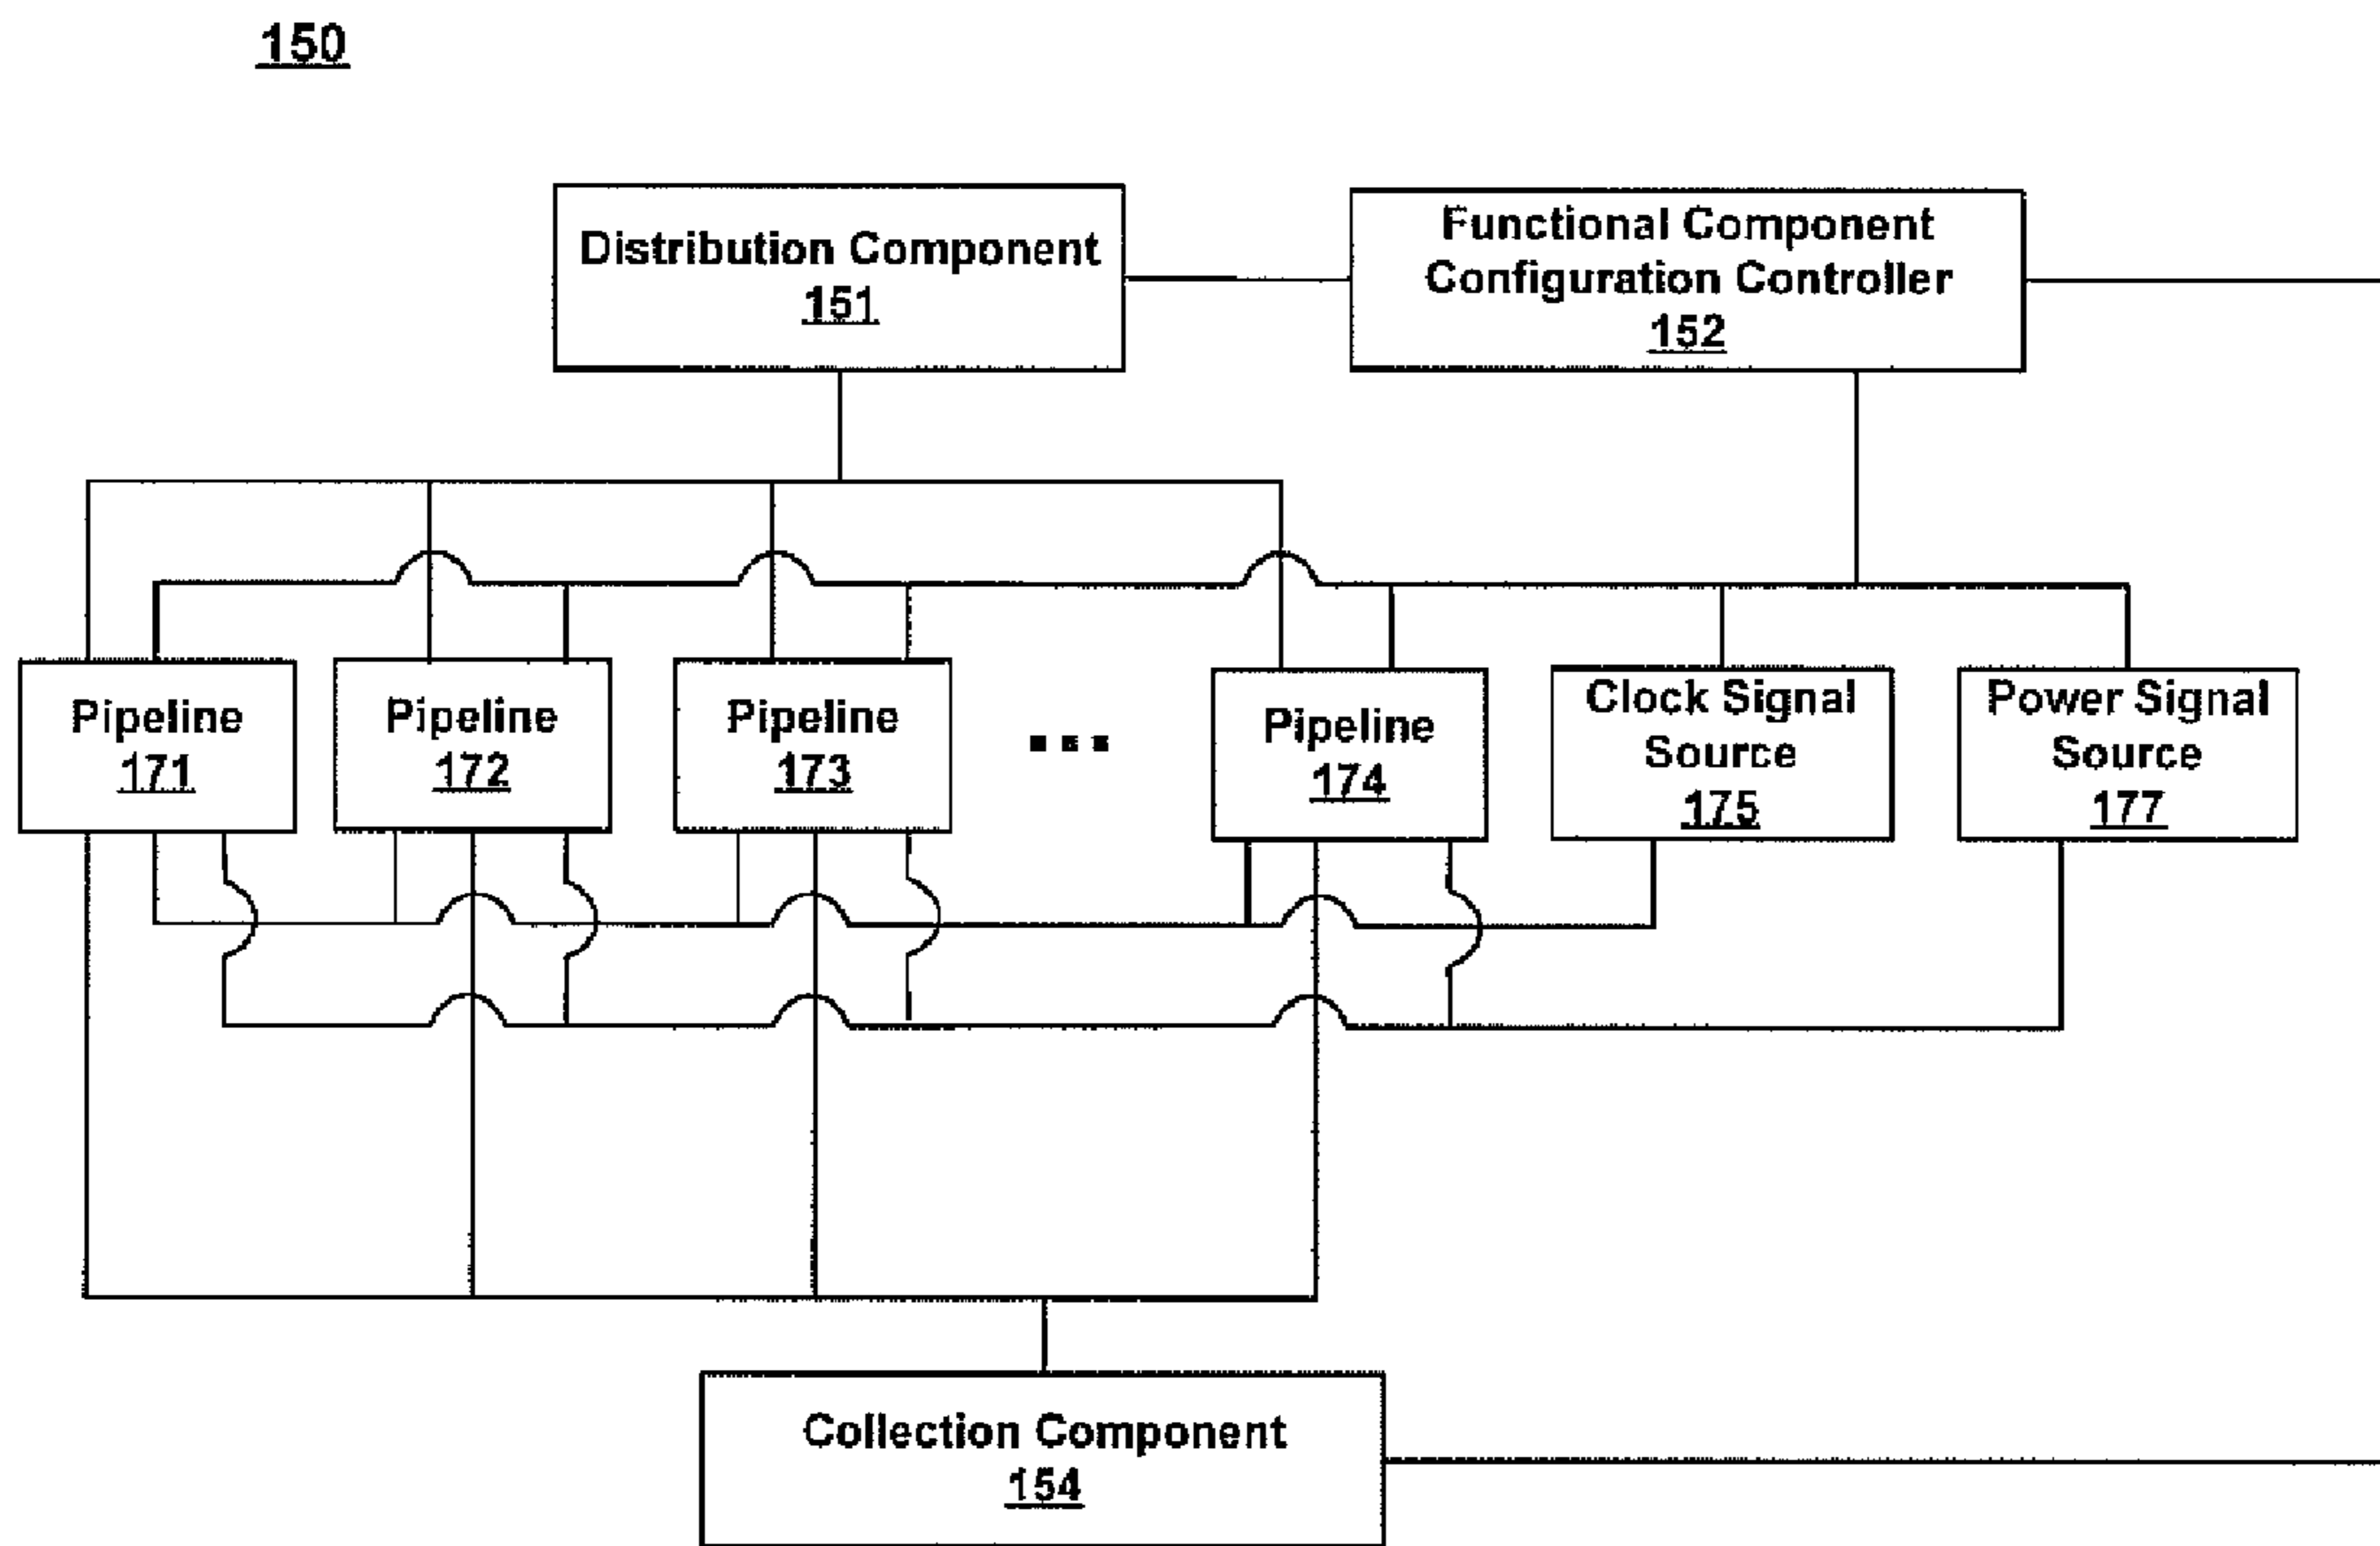 150
Distribution Component
151
Functional Component
Configuration Controller
152
Pipeline
171
Pipeline
172
Pipeline
173
...
Pipeline
174
Clock Signal
Source
175
Power Signal
Source
177
Collection Component
154